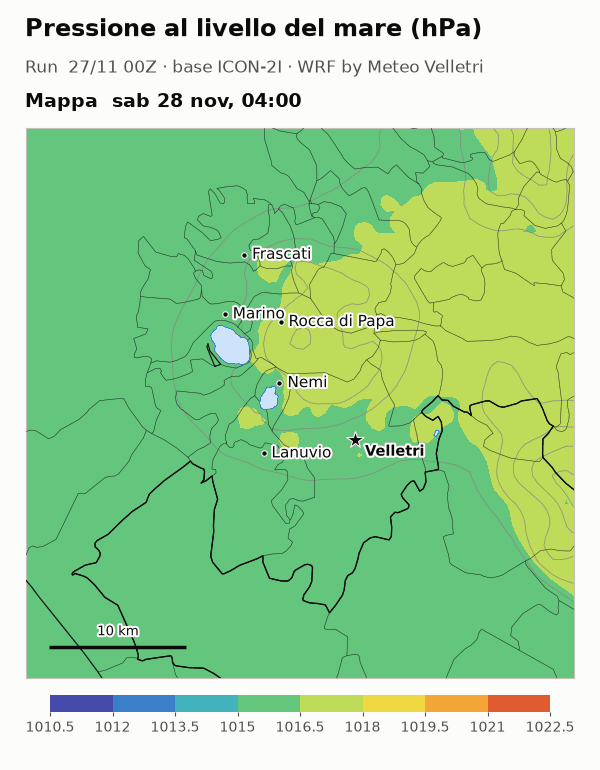 Pressione al livello del mare (hPa)
Run  27/11 00Z · base ICON-2I · WRF by Meteo Velletri
Mappa  sab 28 nov, 04:00
Frascati
Marino
Rocca di Papa
Nemi
Velletri
Lanuvio
10 km
1010.5 1012 1013.5 1015 1016.5 1018 1019.5 1021 1022.5